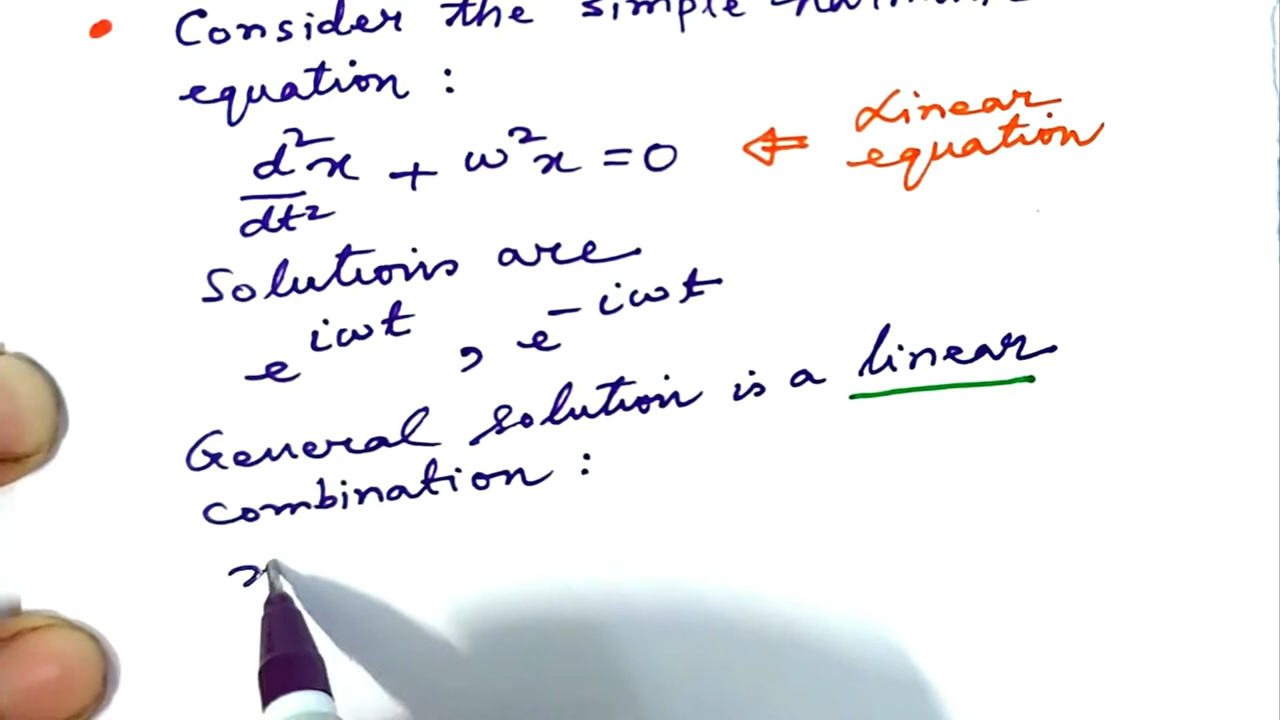 • Consider the simple
equation :
d²x/dt² + ω²x = 0 ⇐ Linear equation
Solutions are
e^{iωt} , e^{-iωt}
General solution is a linear
combination :
x